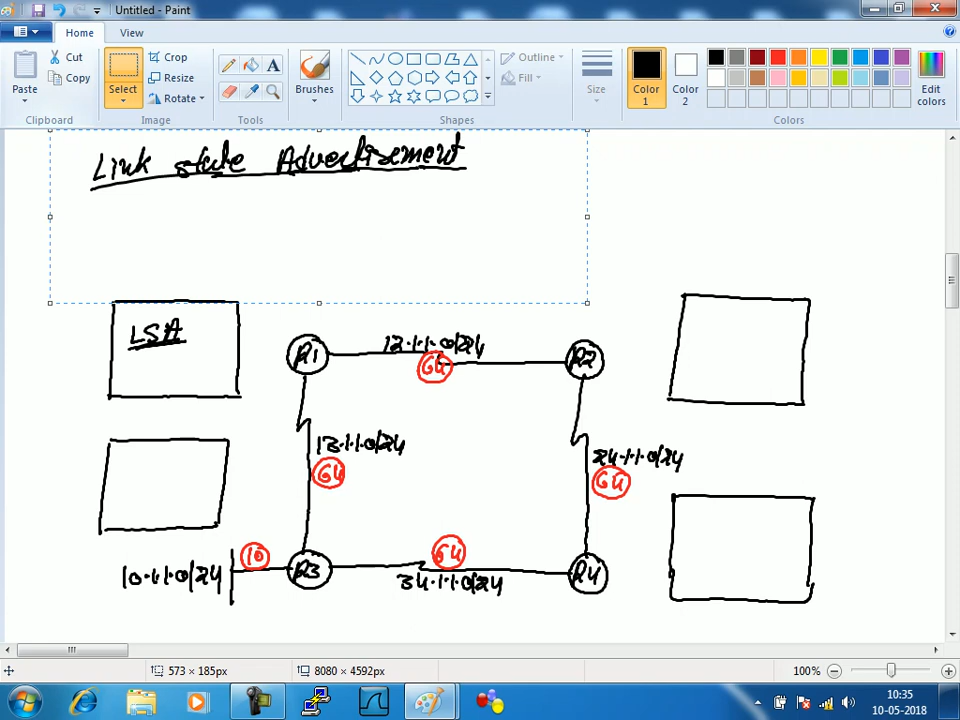 Untitled - Paint
Home View
Paste
Cut
Copy
Clipboard
Select
Crop
Resize
Rotate
Image
A
Tools
Brushes
Outline
Fill
Shapes
Size
Color 1
Color 2
Edit colors
Colors
Link state Advertisement
LSA
R1
12.1.1.0/24
64
R2
13.1.1.0/24
64
24.1.1.0/24
64
10.1.1.0/24
10
R3
64
34.1.1.0/24
R4
573 × 185px
8080 × 4592px
100%
10:35
10-05-2018